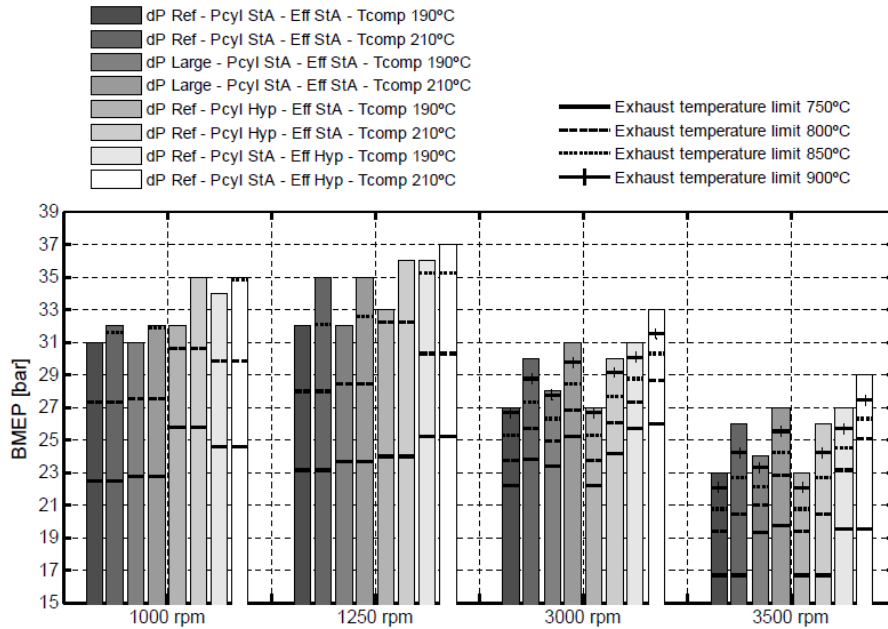 dP Ref - Pcyl StA - Eff StA - Tcomp 190ºC
dP Ref - Pcyl StA - Eff StA - Tcomp 210ºC
dP Large - Pcyl StA - Eff StA - Tcomp 190ºC
dP Large - Pcyl StA - Eff StA - Tcomp 210ºC
dP Ref - Pcyl Hyp - Eff StA - Tcomp 190ºC
dP Ref - Pcyl Hyp - Eff StA - Tcomp 210ºC
dP Ref - Pcyl StA - Eff Hyp - Tcomp 190ºC
dP Ref - Pcyl StA - Eff Hyp - Tcomp 210ºC
Exhaust temperature limit 750ºC
Exhaust temperature limit 800ºC
Exhaust temperature limit 850ºC
Exhaust temperature limit 900ºC
BMEP [bar]
39
37
35
33
31
29
27
25
23
21
19
17
15
1000 rpm 1250 rpm 3000 rpm 3500 rpm